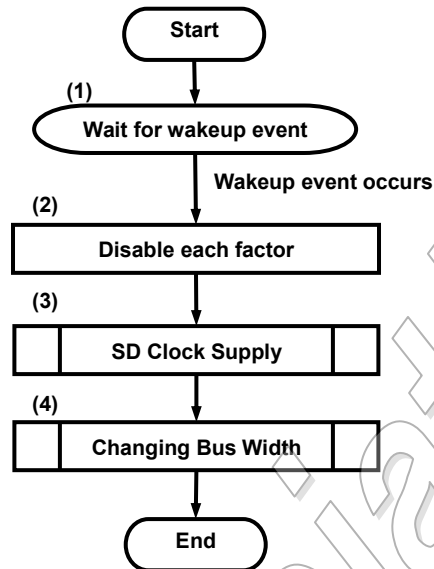 Start
(1)
Wait for wakeup event
Wakeup event occurs
(2)
Disable each factor
(3)
SD Clock Supply
(4)
Changing Bus Width
End